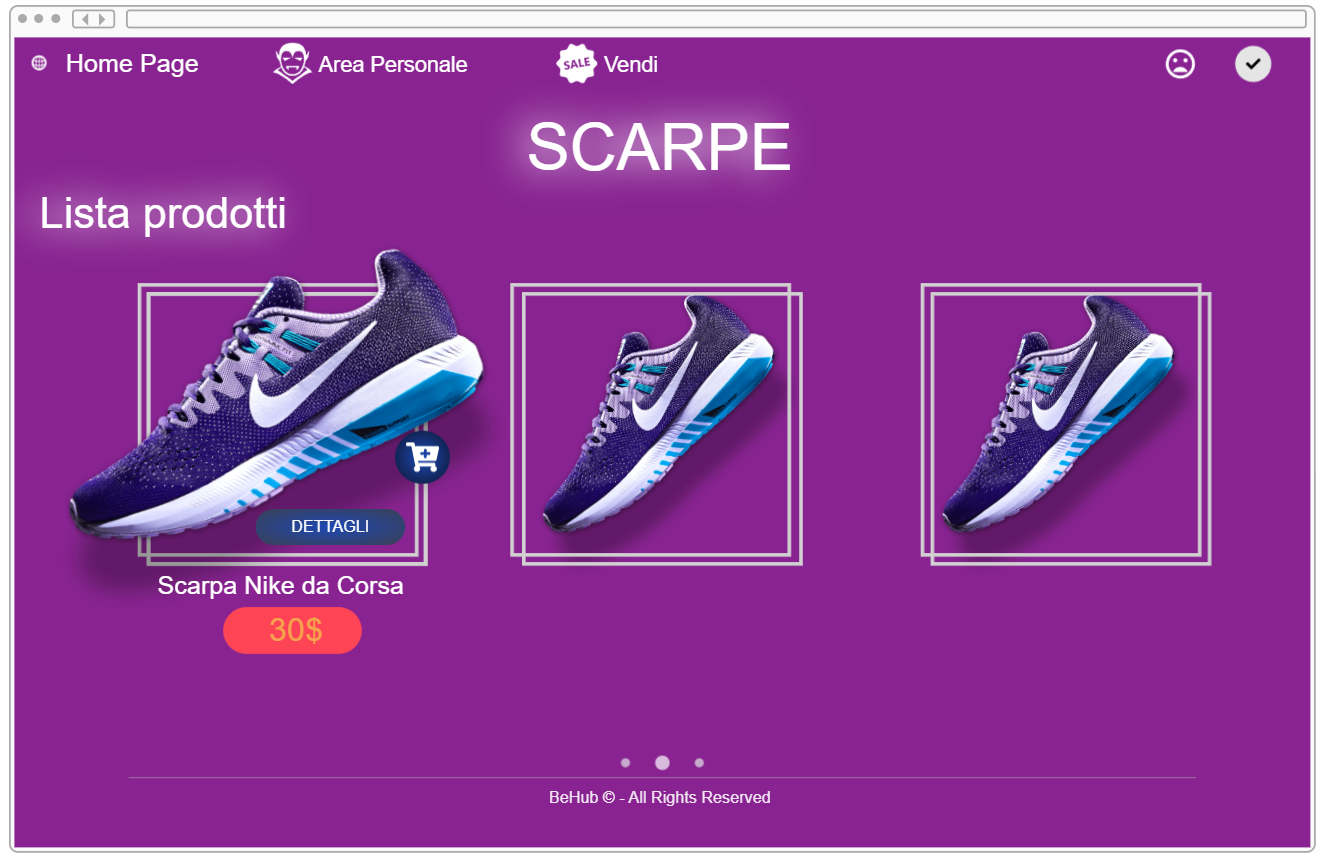 Home Page
Area Personale
SALE
Vendi
SCARPE
Lista prodotti
DETTAGLI
Scarpa Nike da Corsa
30$
BeHub © - All Rights Reserved